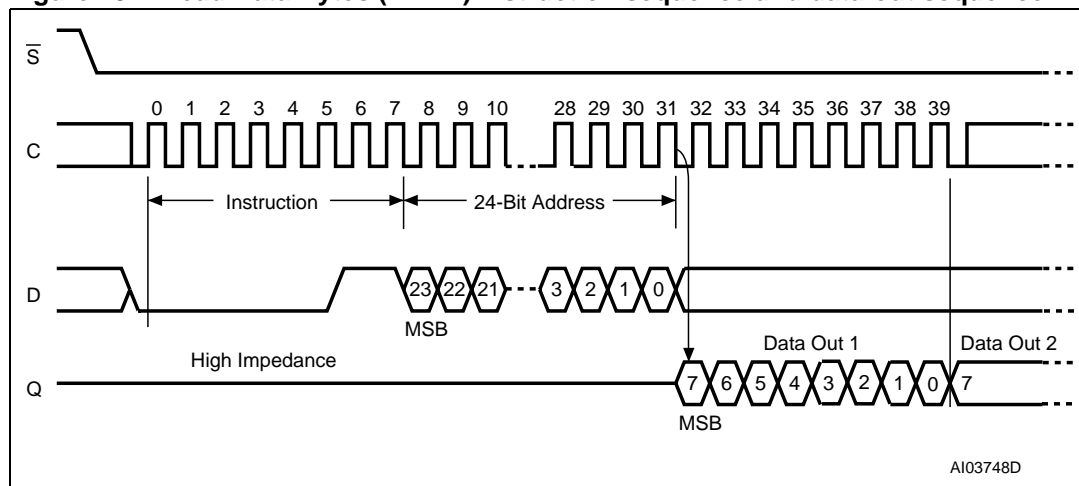 S
0 1 2 3 4 5 6 7 8 9 10 28 29 30 31 32 33 34 35 36 37 38 39
C
Instruction 24-Bit Address
D
23 22 21 3 2 1 0
MSB
High Impedance Data Out 1 Data Out 2
Q
7 6 5 4 3 2 1 0 7
MSB
AI03748D